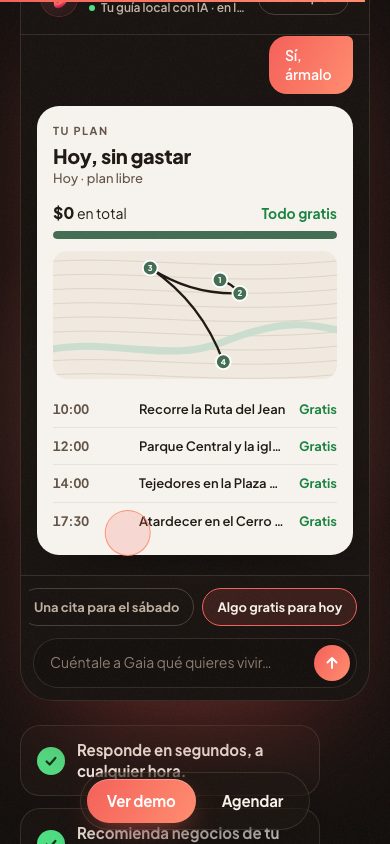 Tu guía local con IA · en l...
Sí,
ármalo
TU PLAN
Hoy, sin gastar
Hoy · plan libre
$0 en total Todo gratis
3
1
2
4
10:00 Recorre la Ruta del Jean Gratis
12:00 Parque Central y la igl... Gratis
14:00 Tejedores en la Plaza ... Gratis
17:30 Atardecer en el Cerro ... Gratis
Una cita para el sábado Algo gratis para hoy
Cuéntale a Gaia qué quieres vivir...
Responde en segundos, a
cualquier hora.
Ver demo Agendar
Recomienda negocios de tu